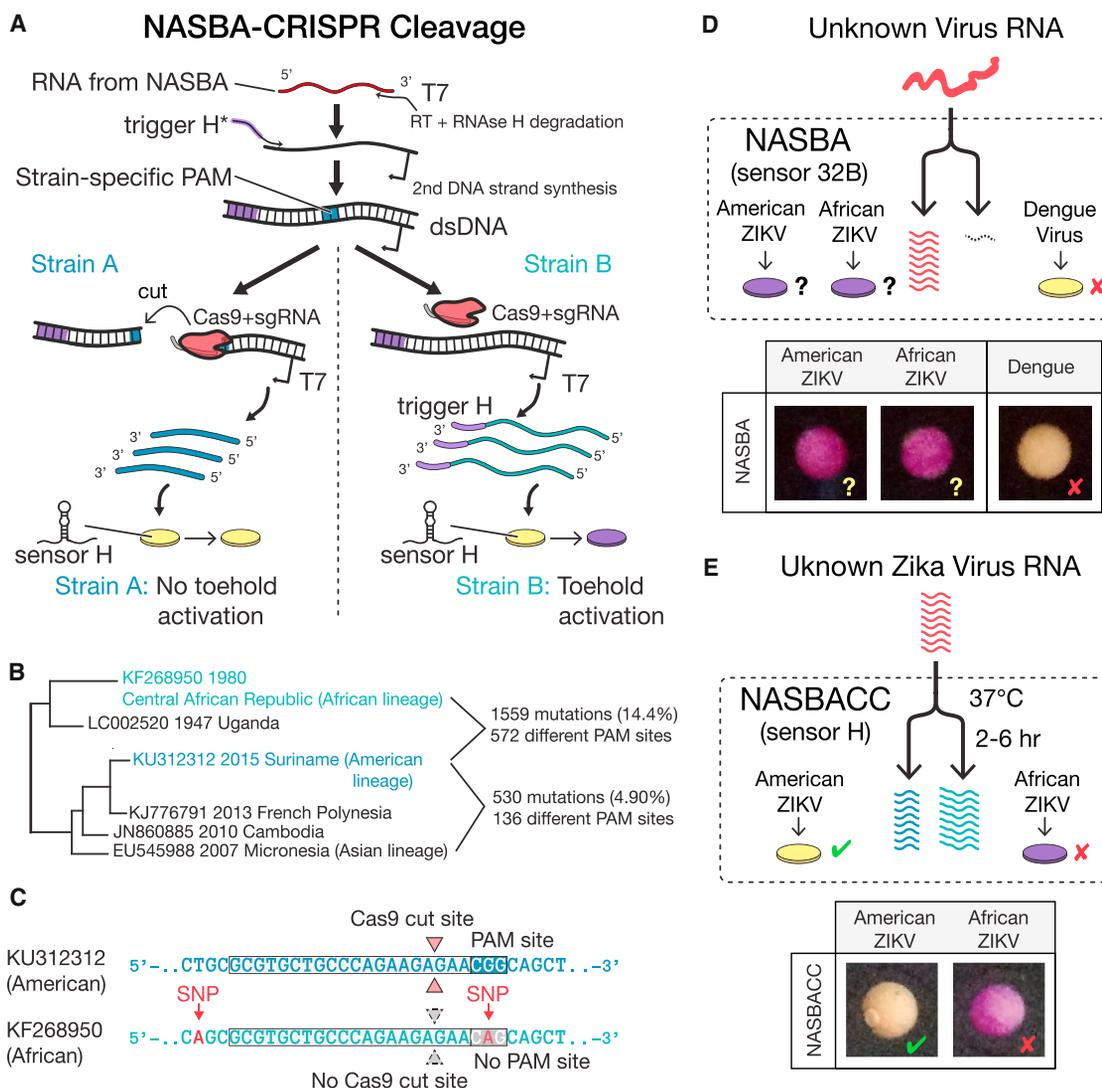 A
NASBA-CRISPR Cleavage
RNA from NASBA
5'
3'
T7
RT + RNAse H degradation
trigger H*
Strain-specific PAM
2nd DNA strand synthesis
dsDNA
Strain A
Strain B
cut
Cas9+sgRNA
Cas9+sgRNA
T7
T7
trigger H
3'
5'
3'
5'
3'
5'
3'
5'
3'
5'
3'
5'
sensor H
sensor H
Strain A: No toehold
activation
Strain B: Toehold
activation
B
KF268950 1980
Central African Republic (African lineage)
LC002520 1947 Uganda
KU312312 2015 Suriname (American
lineage)
KJ776791 2013 French Polynesia
JN860885 2010 Cambodia
EU545988 2007 Micronesia (Asian lineage)
1559 mutations (14.4%)
572 different PAM sites
530 mutations (4.90%)
136 different PAM sites
C
Cas9 cut site
PAM site
KU312312
(American)
5'-..CTGCGCGTGCTGCCCAGAAGAGAACGGCAGCT..-3'
SNP
SNP
KF268950
(African)
5'-..CAGCGCGTGCTGCCCAGAAGAGAACAGCAGCT..-3'
No PAM site
No Cas9 cut site
D
Unknown Virus RNA
NASBA
(sensor 32B)
American
ZIKV
African
ZIKV
Dengue
Virus
?
?
✘
American
ZIKV
African
ZIKV
Dengue
NASBA
?
?
✘
E
Uknown Zika Virus RNA
NASBACC
(sensor H)
37°C
2-6 hr
American
ZIKV
African
ZIKV
✔
✘
American
ZIKV
African
ZIKV
NASBACC
✔
✘